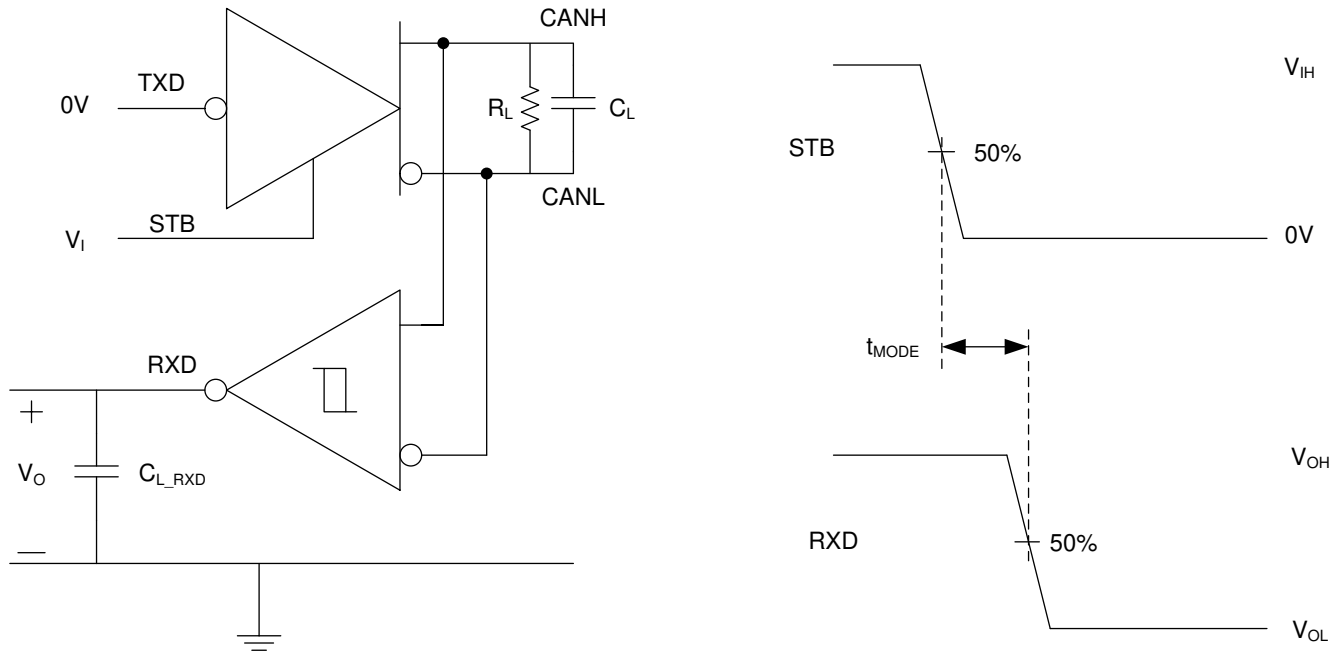 CANH
TXD
0V
R_L
C_L
CANL
STB
V_I
RXD
+
V_O
C_L_RXD
—
V_IH
STB
50%
0V
t_MODE
V_OH
RXD
50%
V_OL